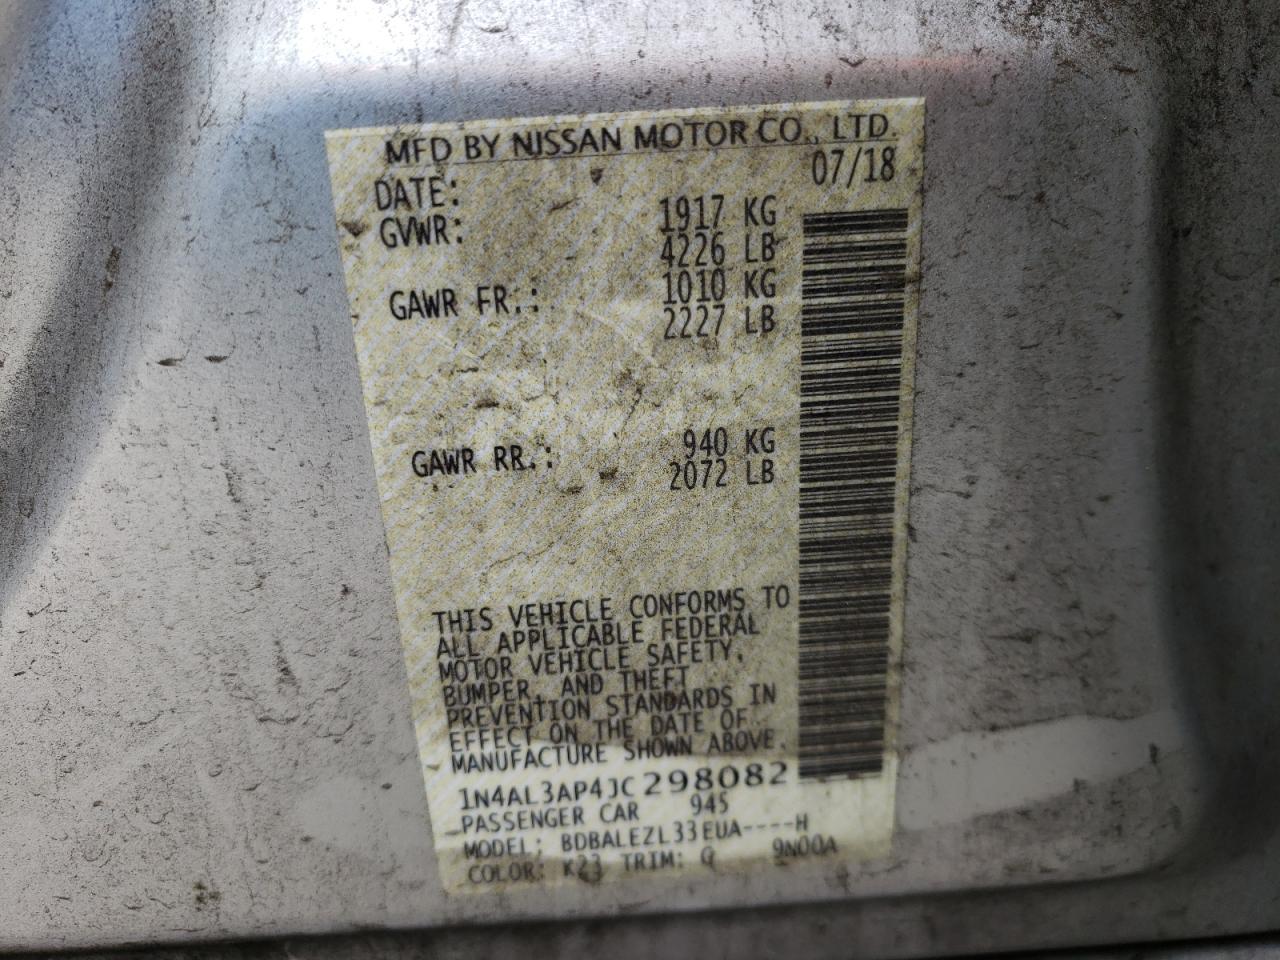 MFD BY NISSAN MOTOR CO., LTD.
DATE: 07/18
GVWR: 1917 KG
4226 LB
GAWR FR.: 1010 KG
2227 LB
GAWR RR.: 940 KG
2072 LB
THIS VEHICLE CONFORMS TO
ALL APPLICABLE FEDERAL
MOTOR VEHICLE SAFETY,
BUMPER, AND THEFT
PREVENTION STANDARDS IN
EFFECT ON THE DATE OF
MANUFACTURE SHOWN ABOVE.
1N4AL3AP4JC298082
PASSENGER CAR 945
MODEL: BDBALEZL33EUA----H
COLOR: K23 TRIM: G 9N00A